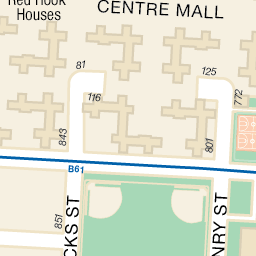 Red Hook
Houses
CENTRE MALL
81
125
116
772
843
801
B61
851
CKS ST
NRY ST